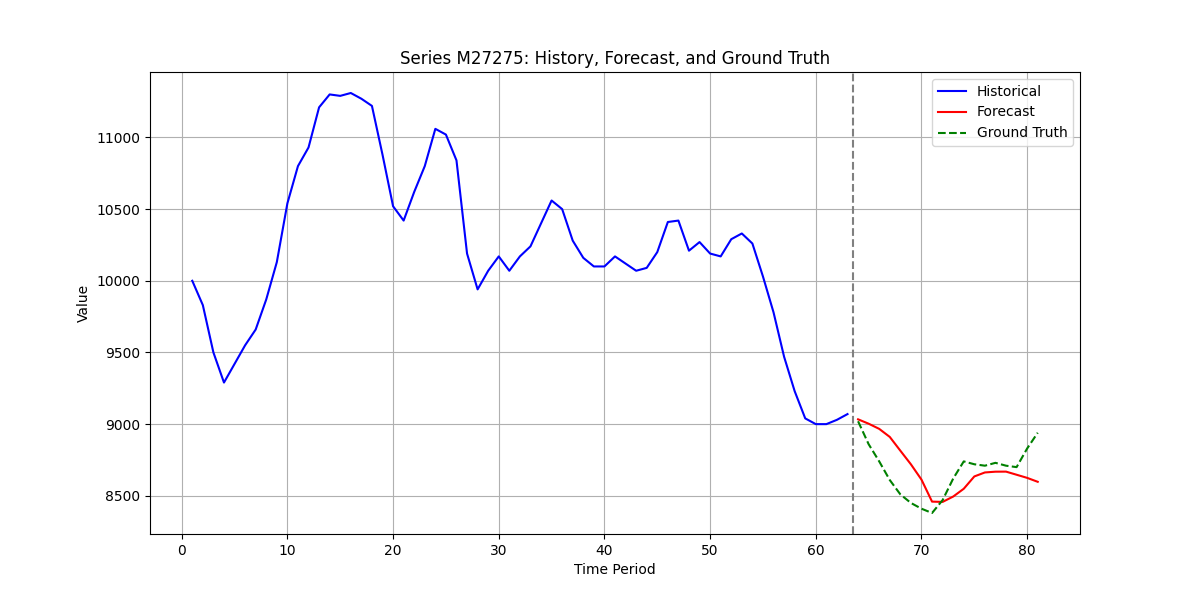 Series M27275: History, Forecast, and Ground Truth
Historical
Forecast
Ground Truth
11000
10500
10000
9500
9000
8500
Value
0 10 20 30 40 50 60 70 80
Time Period